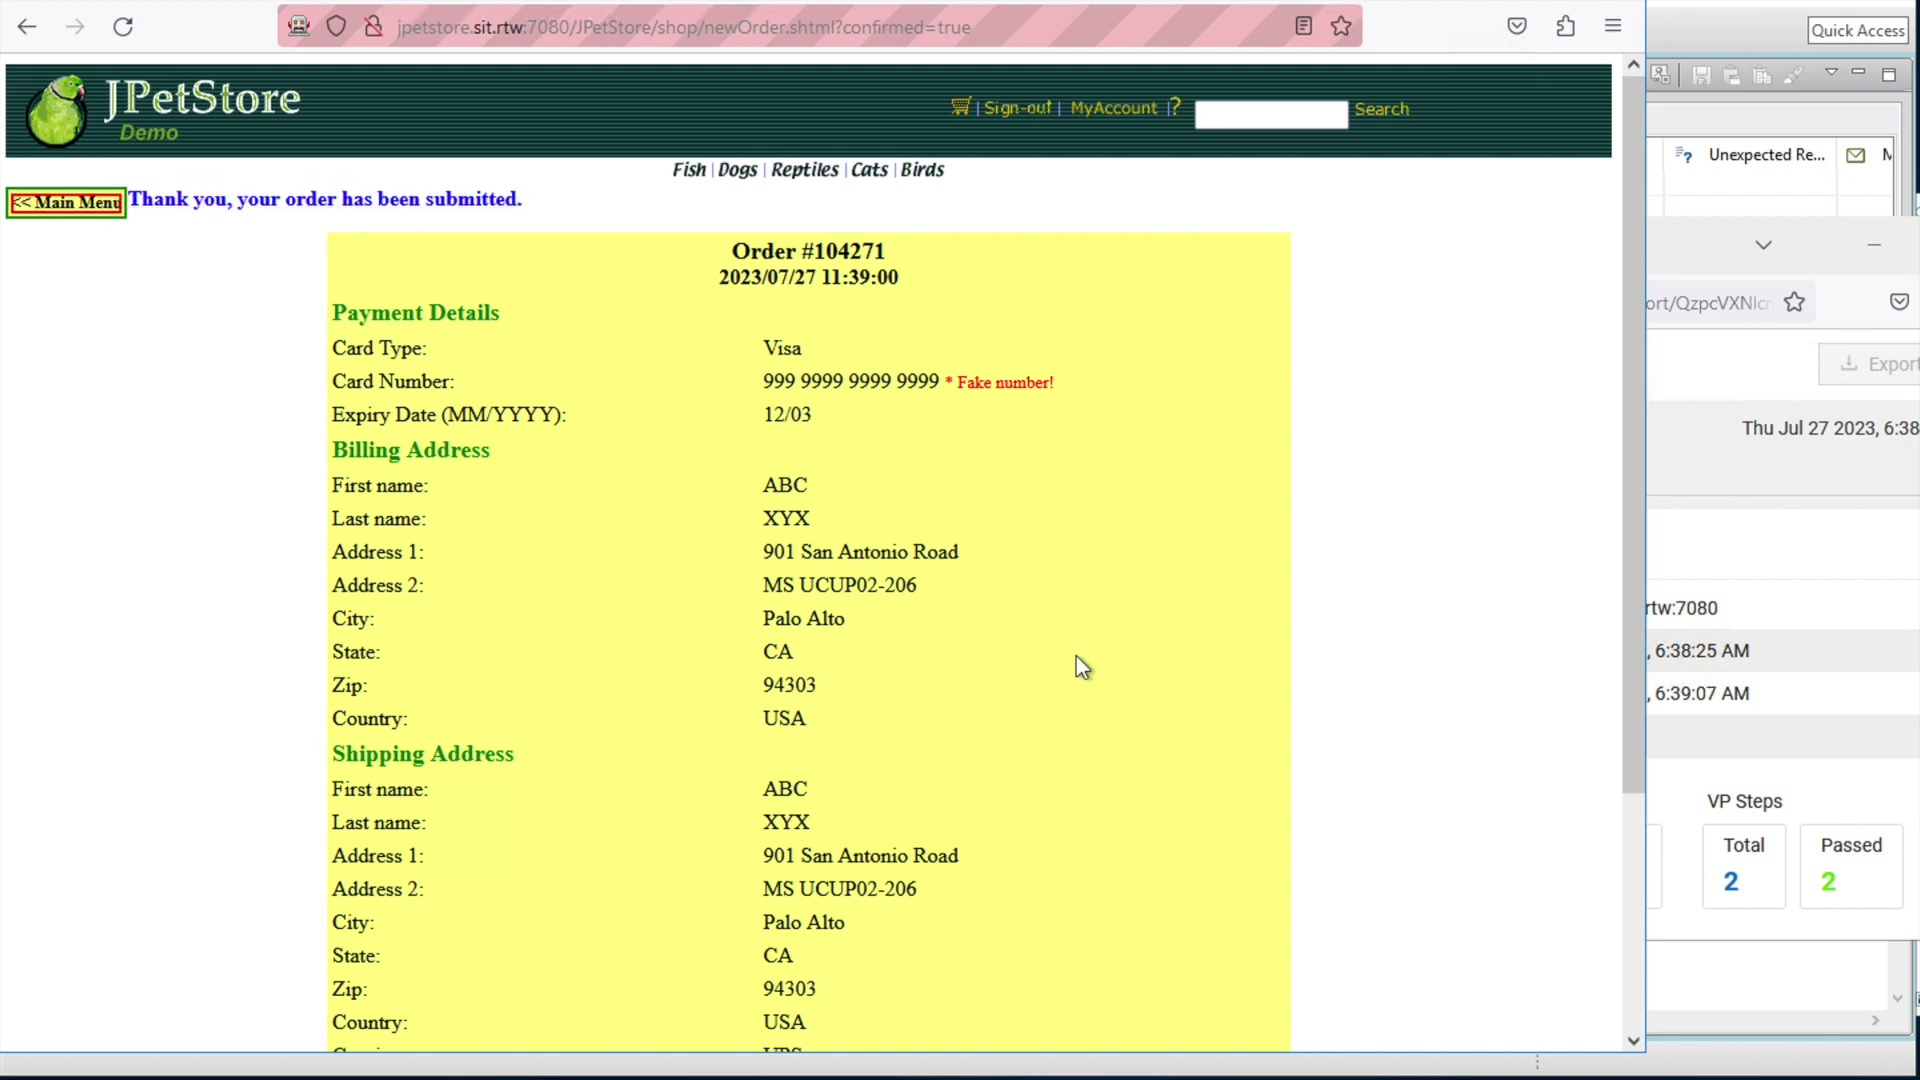 jpetstore.sit.rtw:7080/JPetStore/shop/newOrder.shtml?confirmed=true
Quick Access
JPetStore
Demo
| Sign-out | MyAccount | ?
Search
Fish | Dogs | Reptiles | Cats | Birds
Unexpected Re...
<< Main Menu
Thank you, your order has been submitted.
Order #104271
2023/07/27 11:39:00
Payment Details
Card Type: Visa
Card Number: 999 9999 9999 9999 * Fake number!
Expiry Date (MM/YYYY): 12/03
Billing Address
First name: ABC
Last name: XYX
Address 1: 901 San Antonio Road
Address 2: MS UCUP02-206
City: Palo Alto
State: CA
Zip: 94303
Country: USA
Shipping Address
First name: ABC
Last name: XYX
Address 1: 901 San Antonio Road
Address 2: MS UCUP02-206
City: Palo Alto
State: CA
Zip: 94303
Country: USA
ort/QzpcVXNlcn
Export
Thu Jul 27 2023, 6:38
rtw:7080
, 6:38:25 AM
, 6:39:07 AM
VP Steps
Total
2
Passed
2